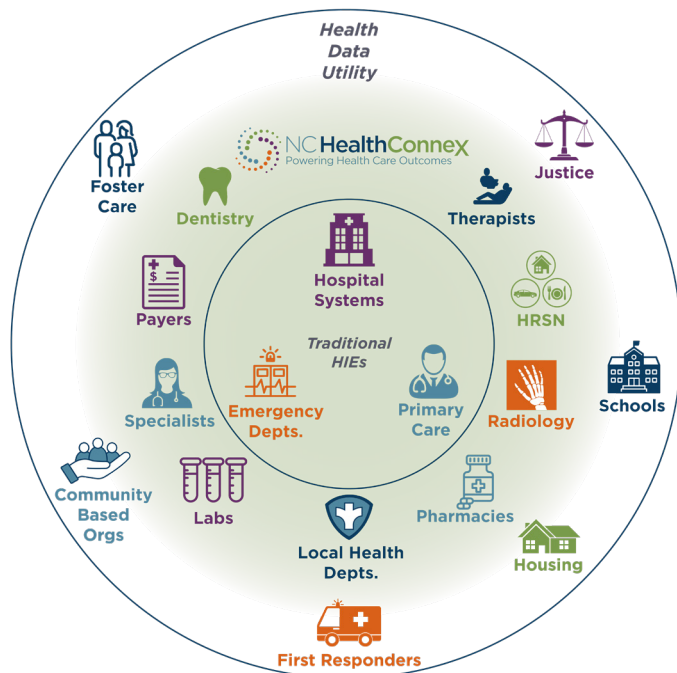 Health
Data
Utility
NCHealthConnex
Powering Health Care Outcomes
Foster
Care
Dentistry
Therapists
Justice
Hospital
Systems
$
Payers
HRSN
Traditional
HIEs
Specialists
Emergency
Depts.
Primary
Care
Radiology
Schools
Community
Based
Orgs
Labs
Pharmacies
Local Health
Depts.
Housing
First Responders